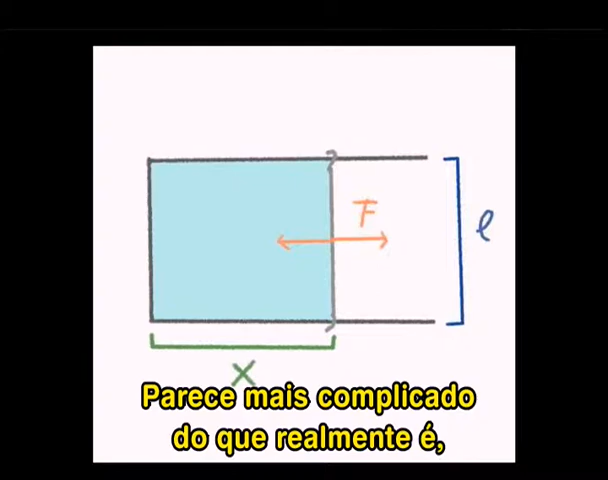 F
ℓ
X
Parece mais complicado
do que realmente é,